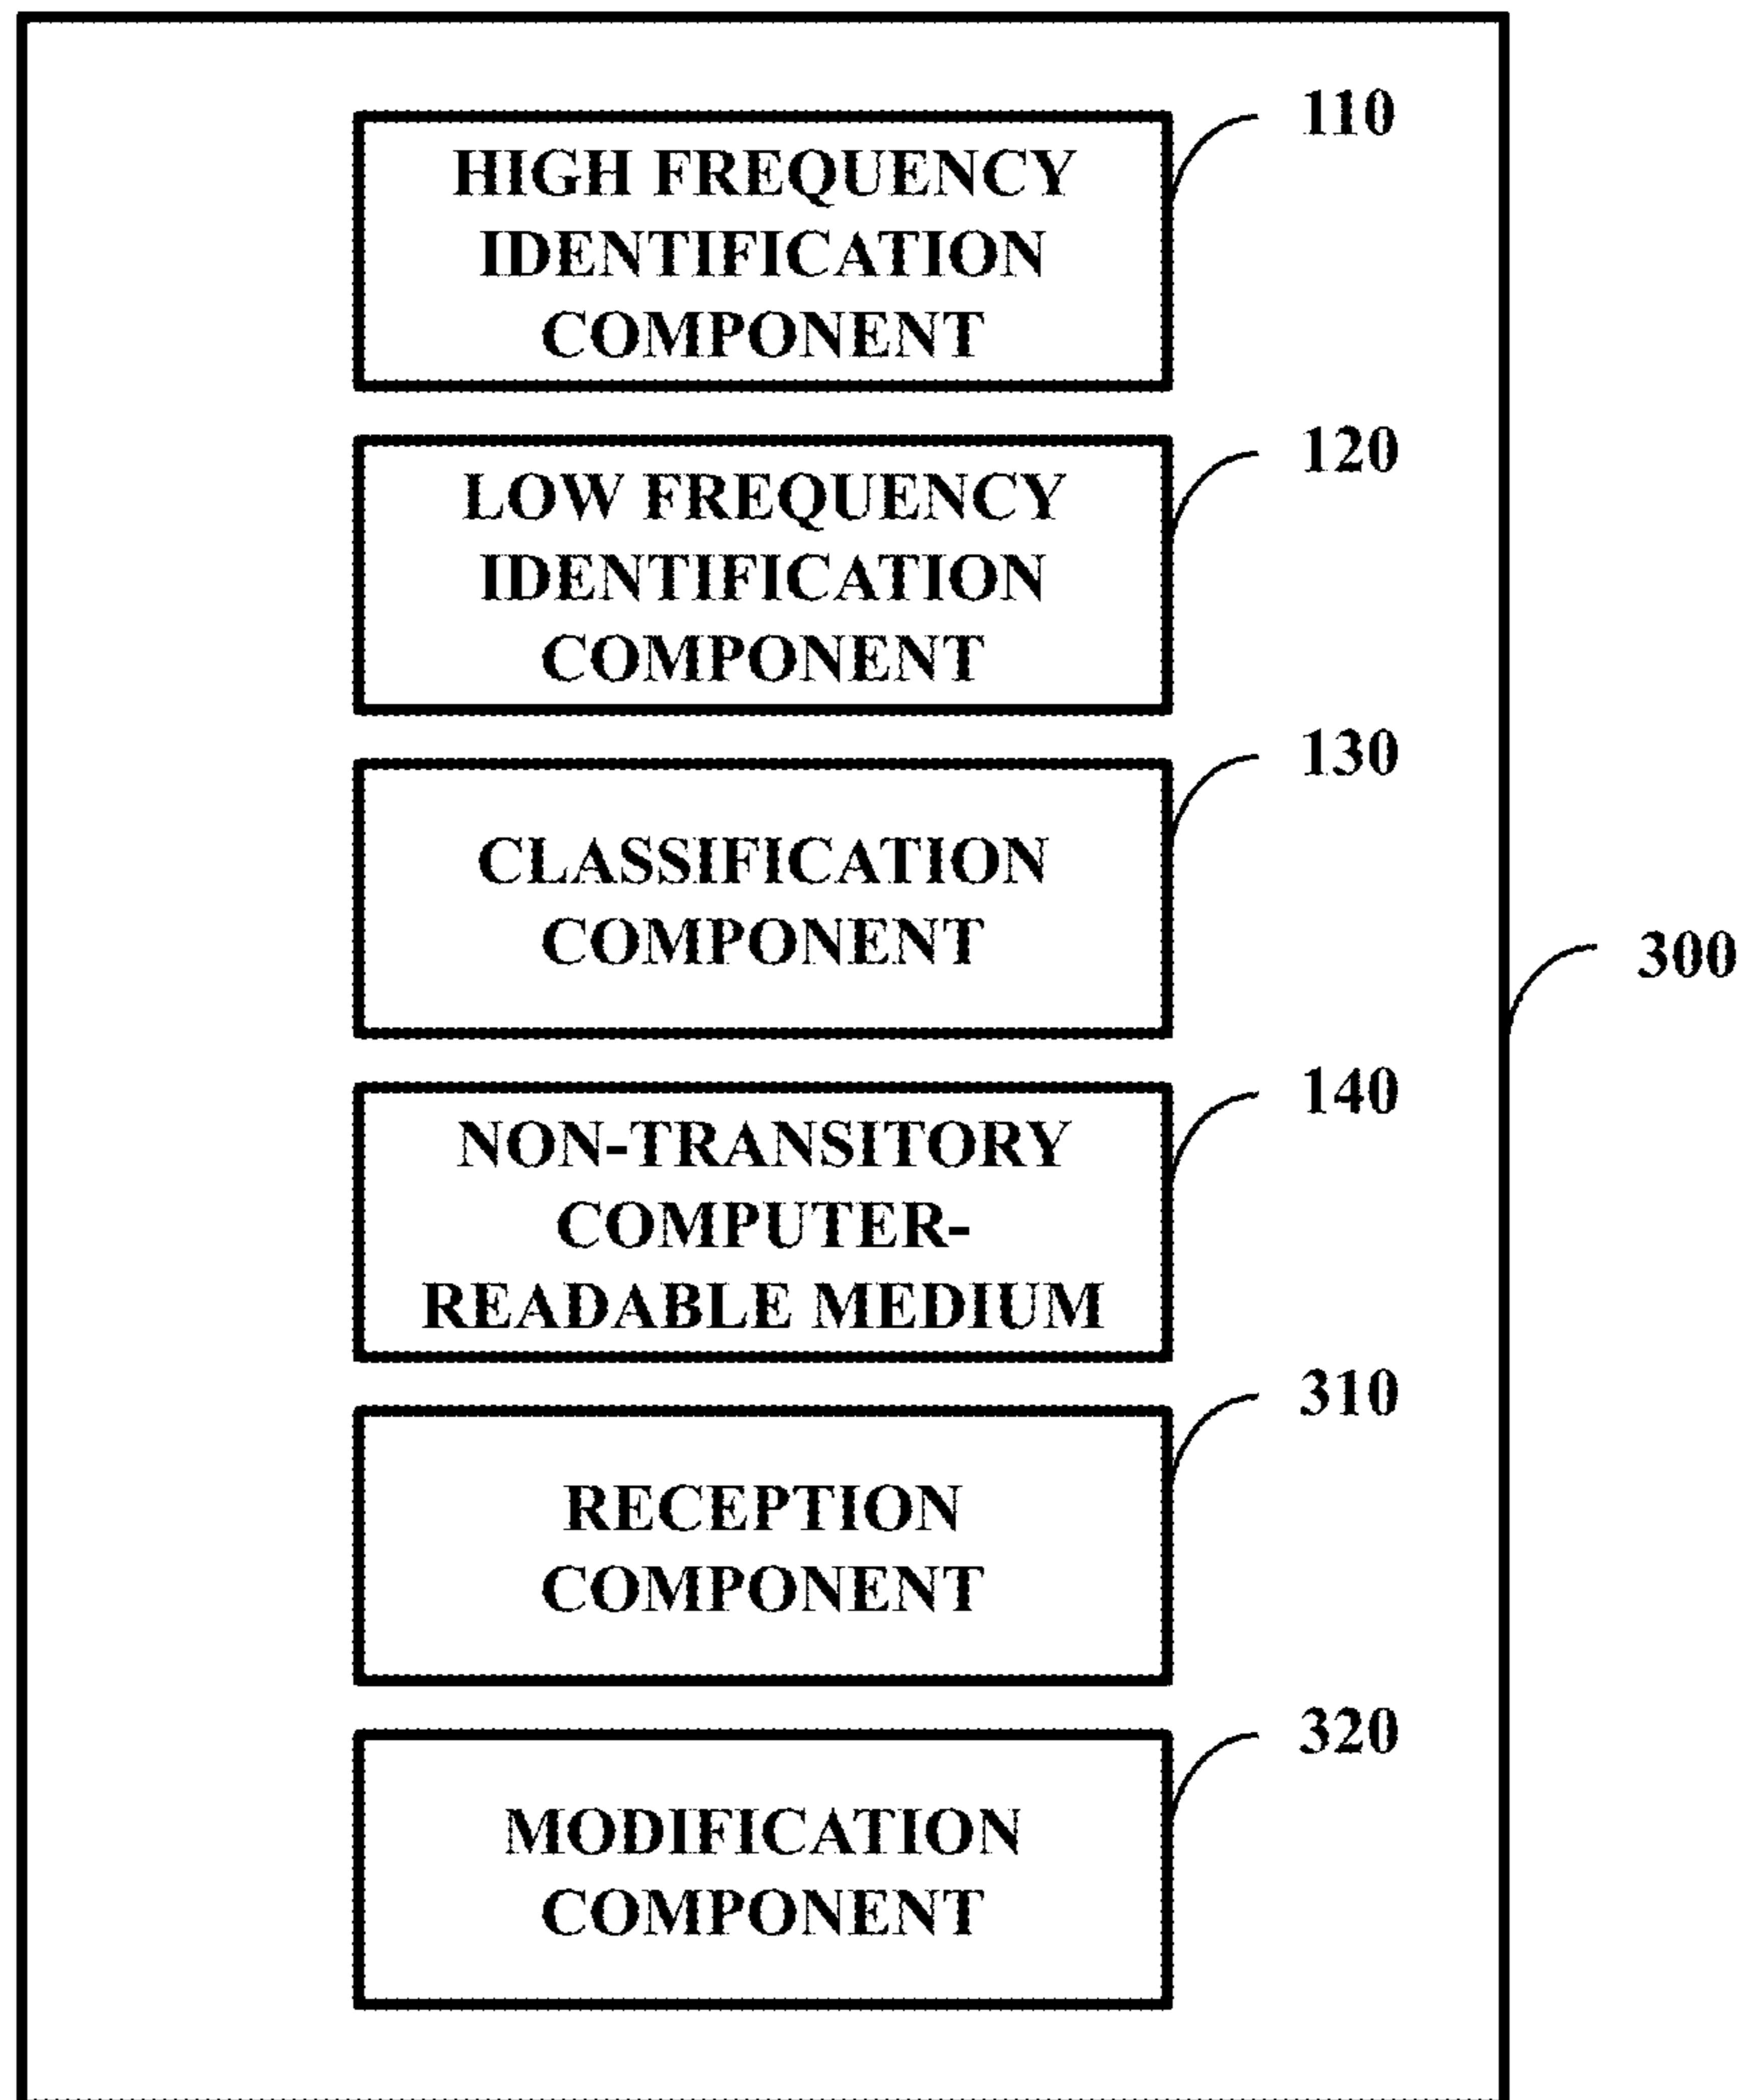 110
HIGH FREQUENCY
IDENTIFICATION
COMPONENT
120
LOW FREQUENCY
IDENTIFICATION
COMPONENT
130
CLASSIFICATION
COMPONENT
300
140
NON-TRANSITORY
COMPUTER-
READABLE MEDIUM
310
RECEPTION
COMPONENT
320
MODIFICATION
COMPONENT